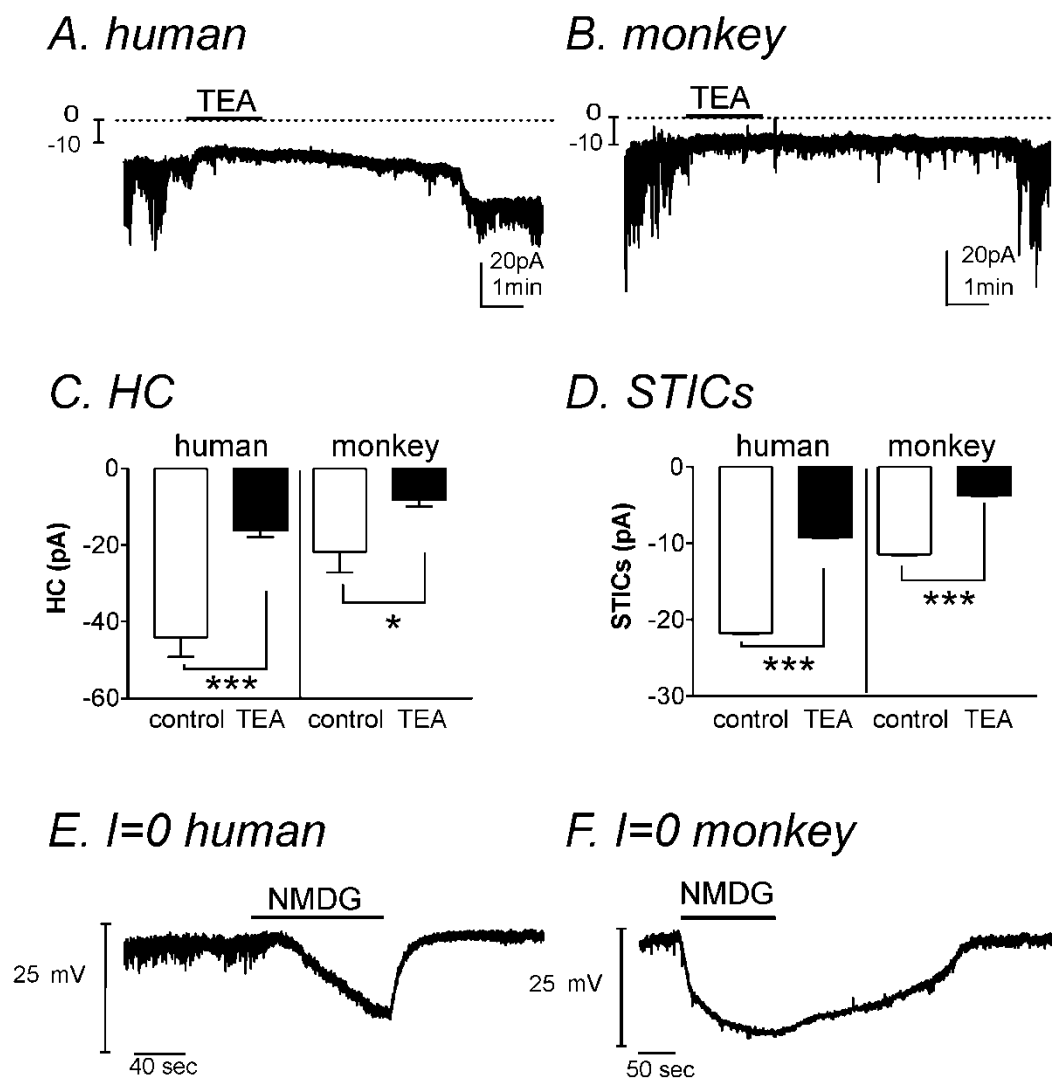 A. human
B. monkey
TEA
TEA
0
-10
0
-10
20pA
1min
20pA
1min
C. HC
D. STICs
human
monkey
human
monkey
HC (pA)
0
-20
-40
-60
*
***
control
TEA
control
TEA
STICs (pA)
0
-10
-20
-30
***
***
control
TEA
control
TEA
E. I=0 human
F. I=0 monkey
NMDG
NMDG
25 mV
25 mV
40 sec
50 sec